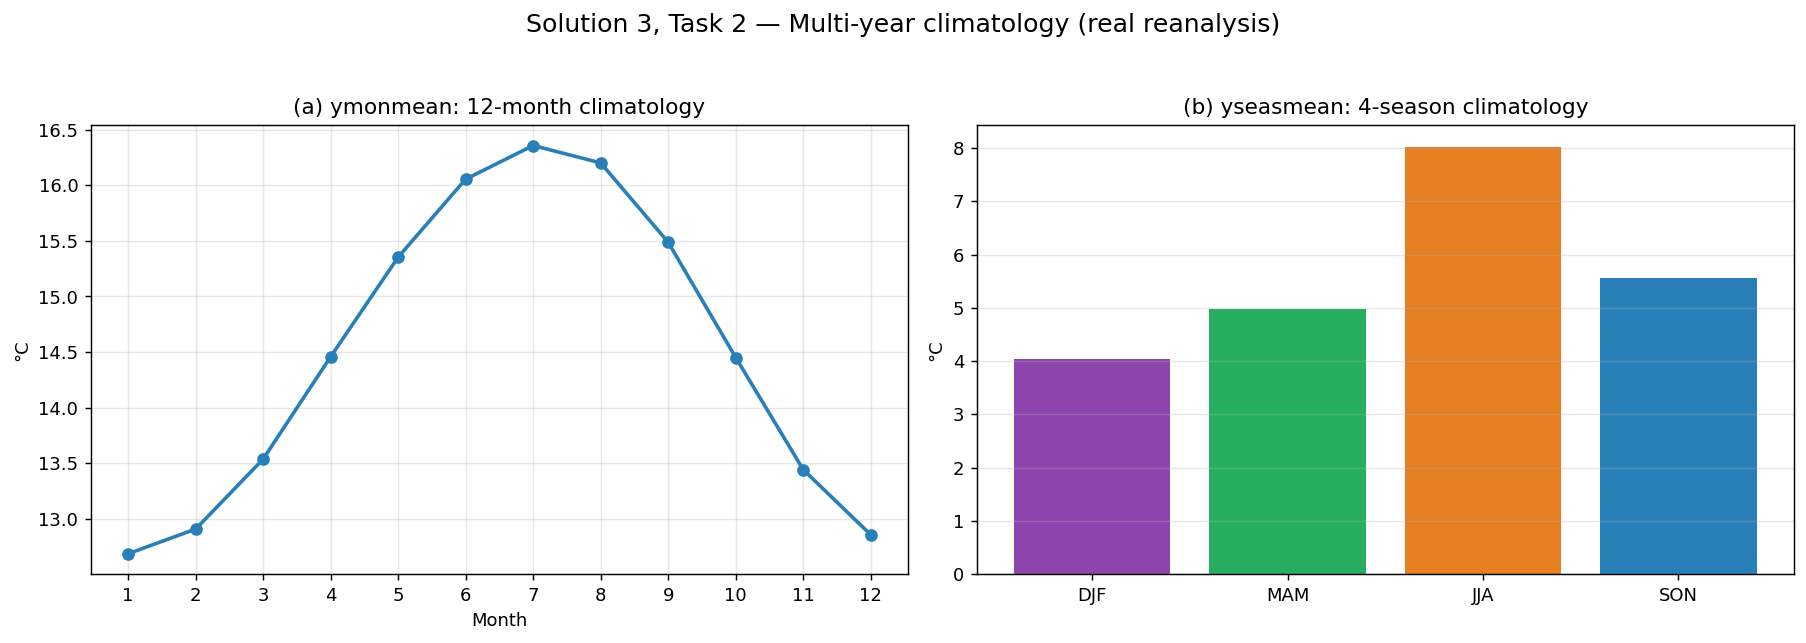 Solution 3, Task 2 — Multi-year climatology (real reanalysis)
(a) ymonmean: 12-month climatology
16.5
16.0
15.5
15.0
14.5
14.0
13.5
13.0
°C
1 2 3 4 5 6 7 8 9 10 11 12
Month
(b) yseasmean: 4-season climatology
8
7
6
5
4
3
2
1
0
°C
DJF MAM JJA SON